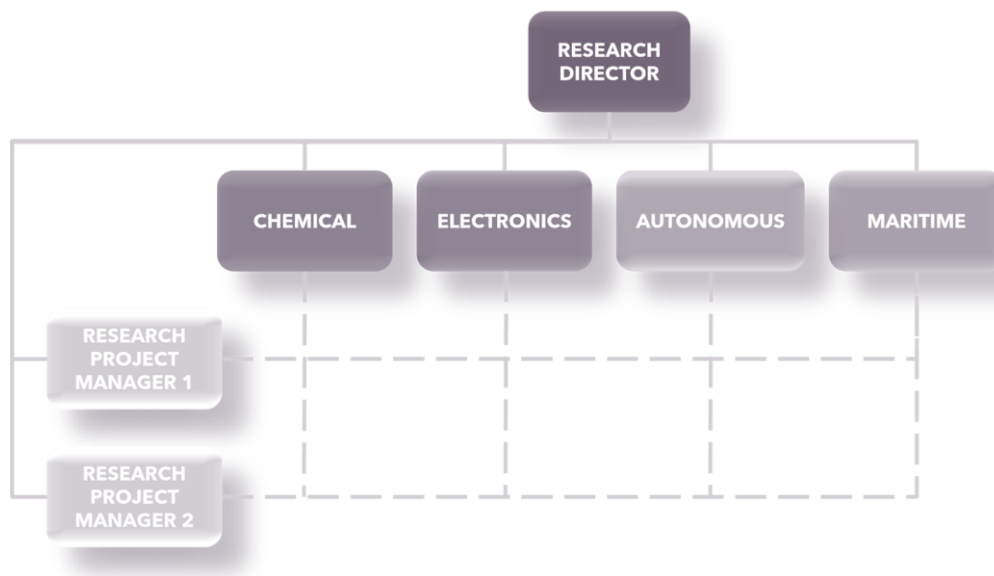 RESEARCH
DIRECTOR
CHEMICAL
ELECTRONICS
AUTONOMOUS
MARITIME
RESEARCH
PROJECT
MANAGER 1
RESEARCH
PROJECT
MANAGER 2